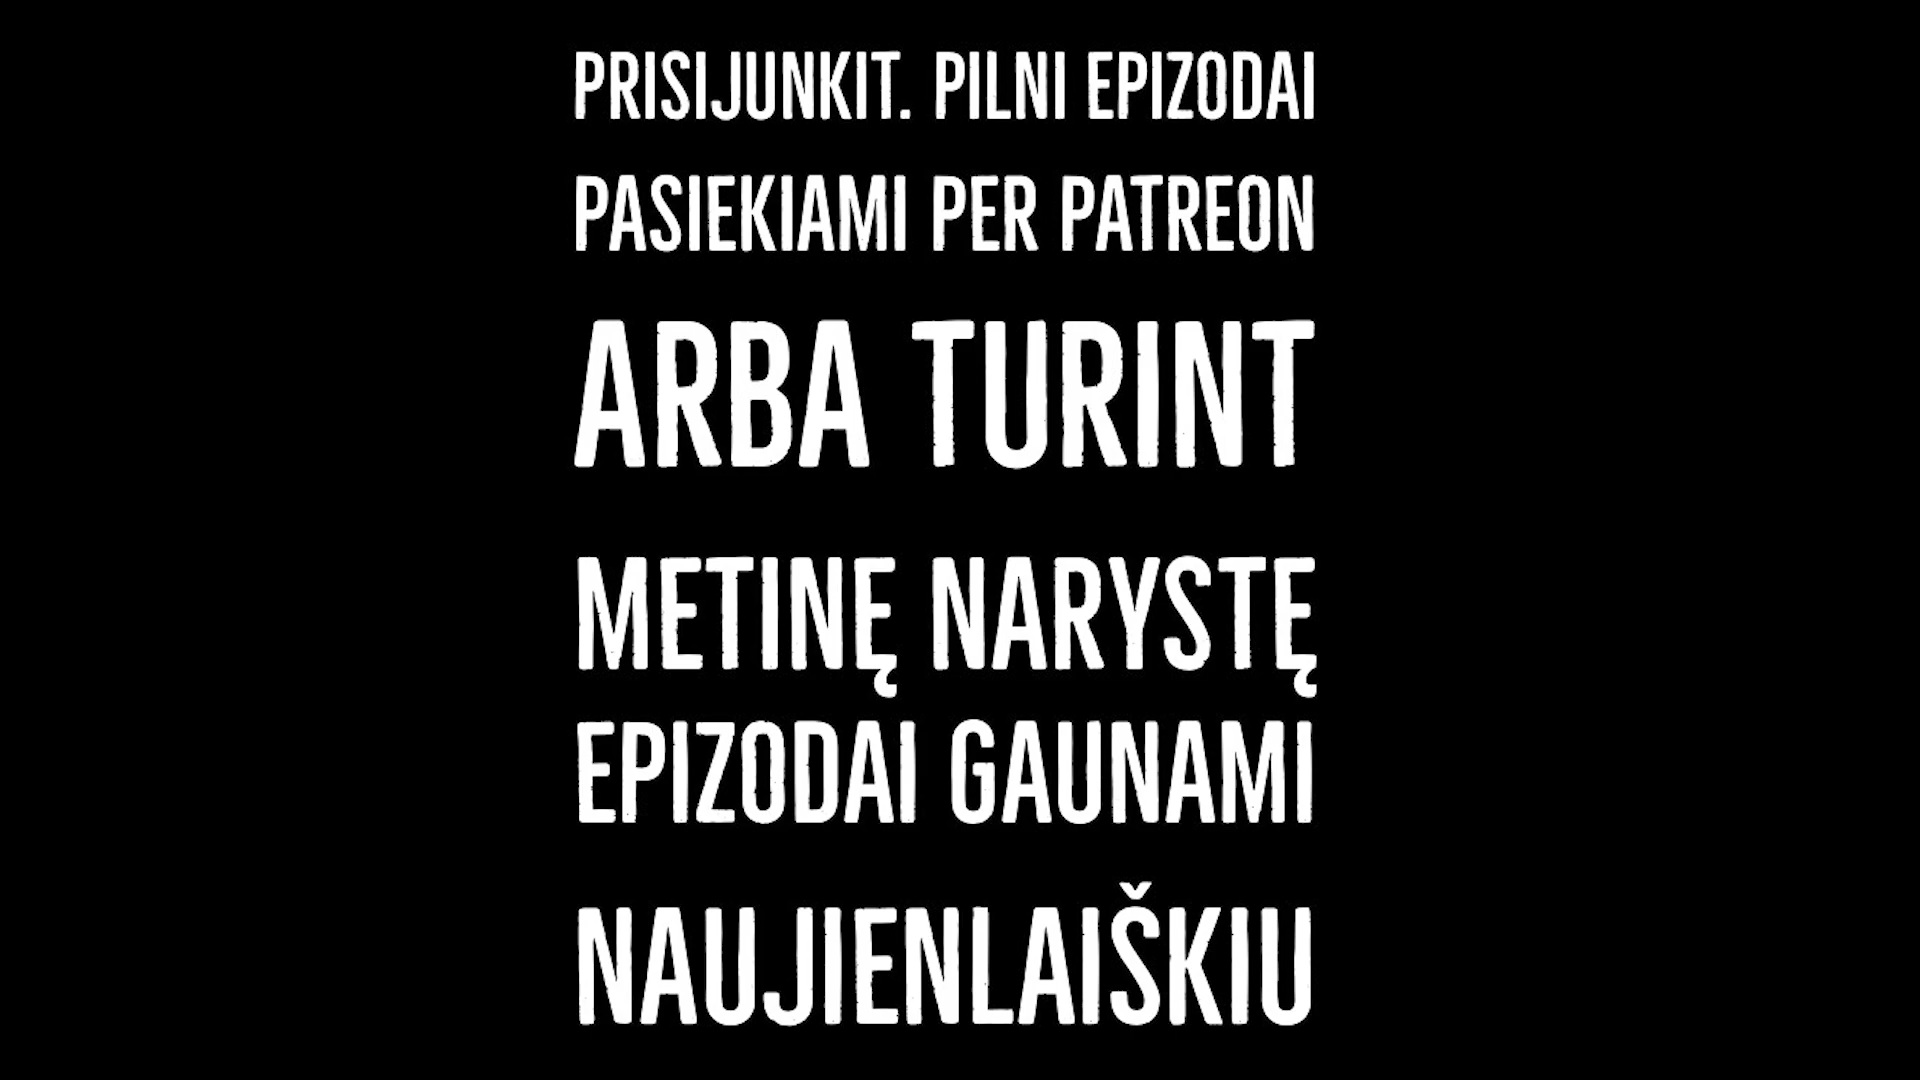 PRISIJUNKIT. PILNI EPIZODAI
PASIEKIAMI PER PATREON
ARBA TURINT
METINĘ NARYSTĘ
EPIZODAI GAUNAMI
NAUJIENLAIŠKIU